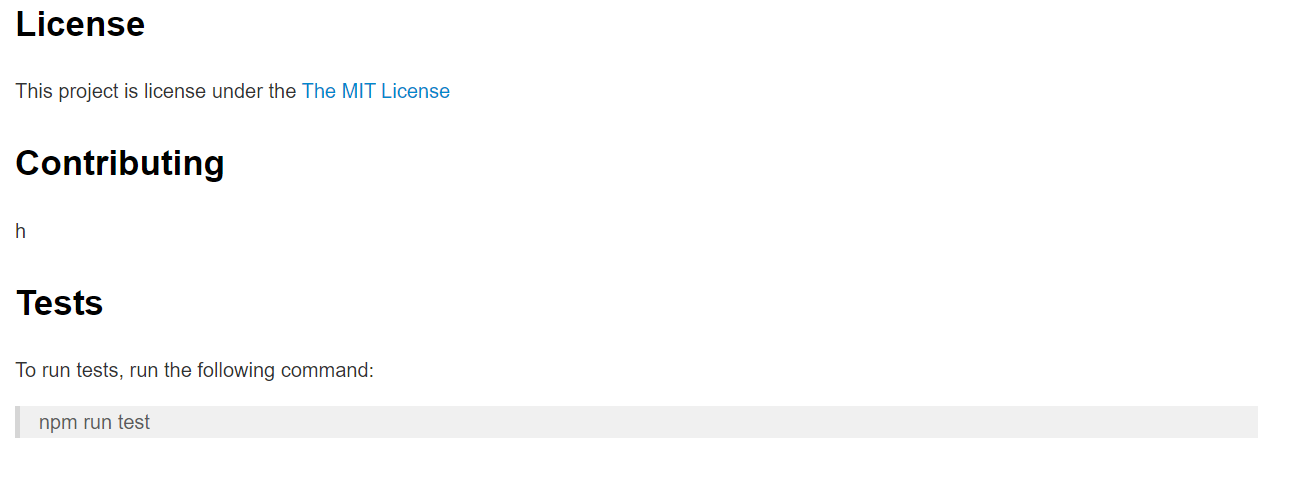 License
This project is license under the The MIT License
Contributing
h
Tests
To run tests, run the following command:
npm run test